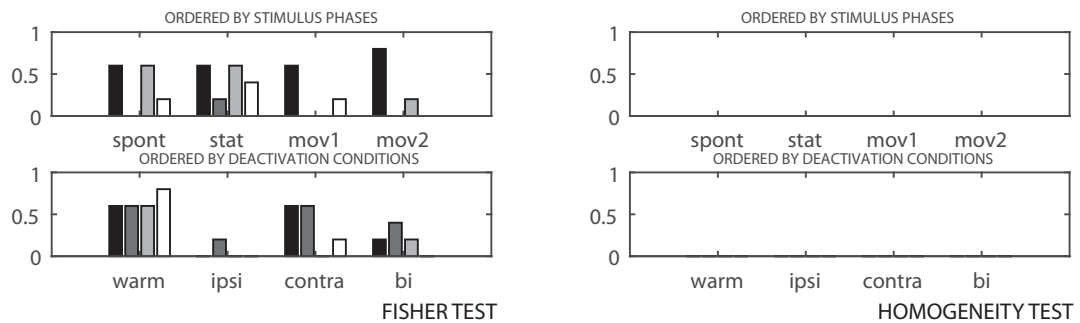 ORDERED BY STIMULUS PHASES
1
0.5
0
spont stat mov1 mov2
ORDERED BY DEACTIVATION CONDITIONS
1
0.5
0
warm ipsi contra bi
FISHER TEST
ORDERED BY STIMULUS PHASES
1
0.5
0
spont stat mov1 mov2
ORDERED BY DEACTIVATION CONDITIONS
1
0.5
0
warm ipsi contra bi
HOMOGENEITY TEST